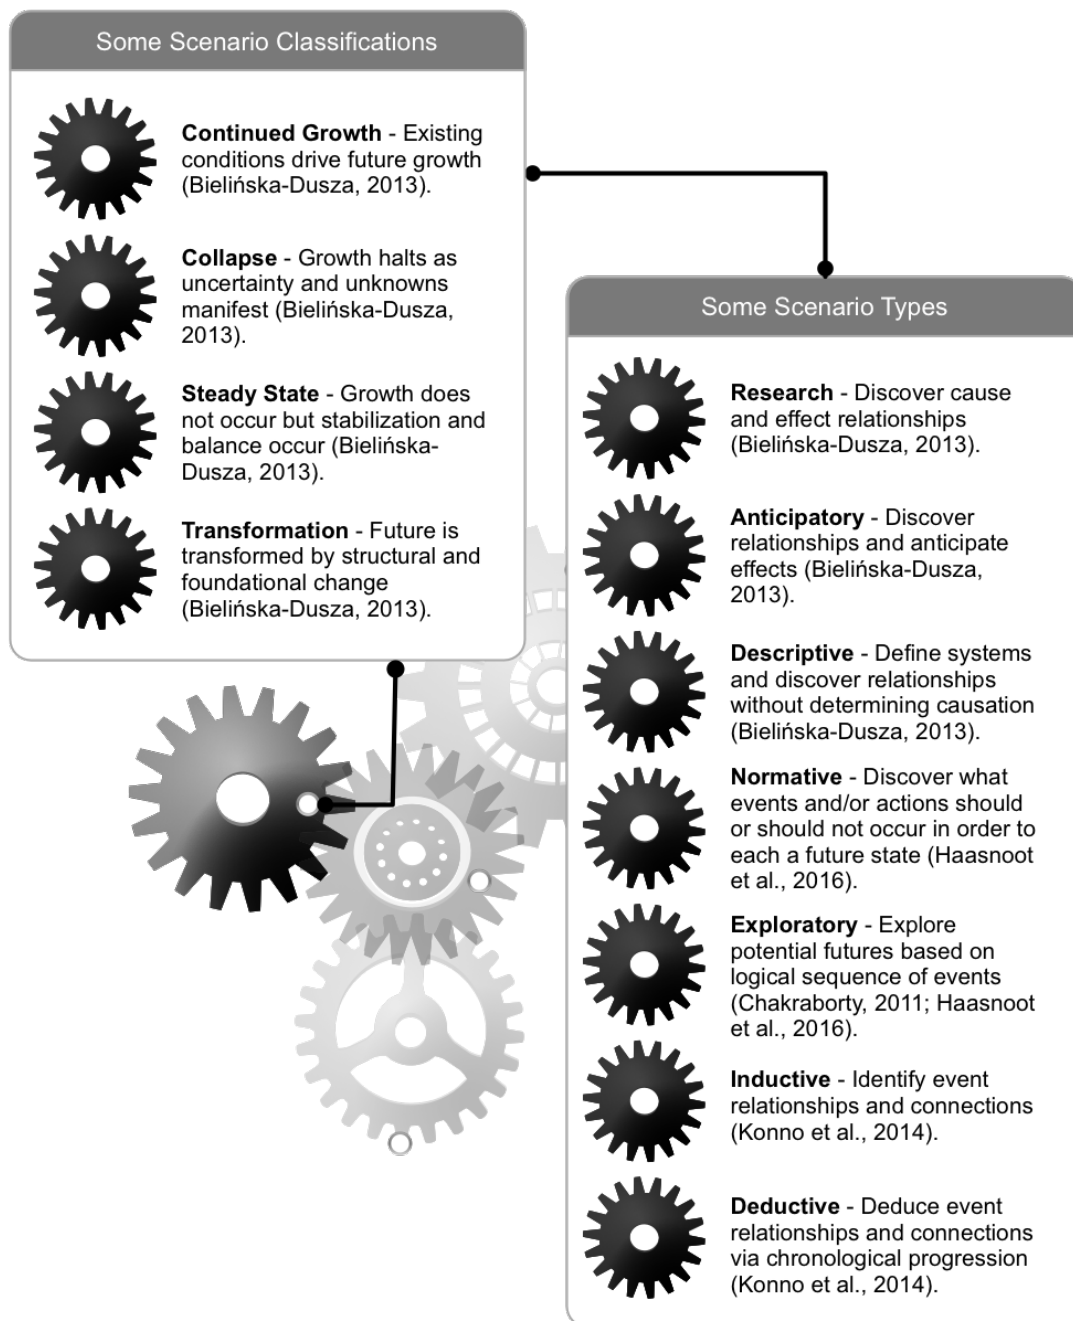 Some Scenario Classifications
Continued Growth - Existing
conditions drive future growth
(Bielińska-Dusza, 2013).
Collapse - Growth halts as
uncertainty and unknowns
manifest (Bielińska-Dusza,
2013).
Steady State - Growth does
not occur but stabilization and
balance occur (Bielińska-
Dusza, 2013).
Transformation - Future is
transformed by structural and
foundational change
(Bielińska-Dusza, 2013).
Some Scenario Types
Research - Discover cause
and effect relationships
(Bielińska-Dusza, 2013).
Anticipatory - Discover
relationships and anticipate
effects (Bielińska-Dusza,
2013).
Descriptive - Define systems
and discover relationships
without determining causation
(Bielińska-Dusza, 2013).
Normative - Discover what
events and/or actions should
or should not occur in order to
each a future state (Haasnoot
et al., 2016).
Exploratory - Explore
potential futures based on
logical sequence of events
(Chakraborty, 2011; Haasnoot
et al., 2016).
Inductive - Identify event
relationships and connections
(Konno et al., 2014).
Deductive - Deduce event
relationships and connections
via chronological progression
(Konno et al., 2014).